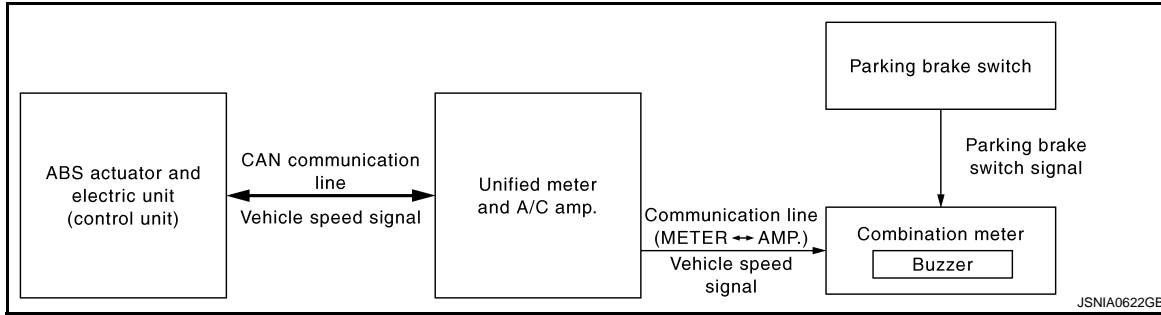 ABS actuator and
electric unit
(control unit)
CAN communication
line
Vehicle speed signal
Unified meter
and A/C amp.
Communication line
(METER ↔ AMP.)
Vehicle speed
signal
Parking brake switch
Parking brake
switch signal
Combination meter
Buzzer
JSNIA0622GB